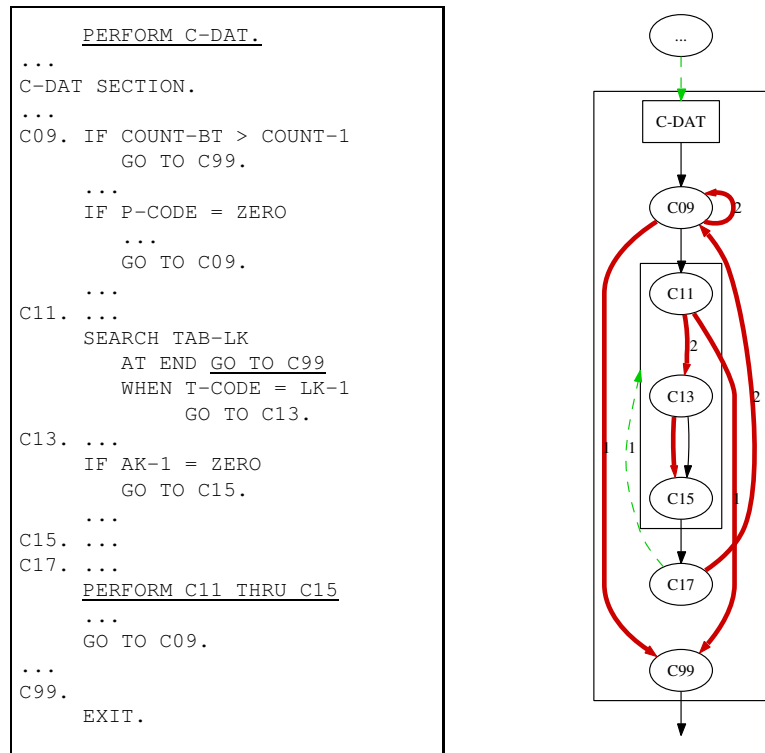 PERFORM C-DAT.
...
C-DAT SECTION.
...
C09. IF COUNT-BT > COUNT-1
GO TO C99.
...
IF P-CODE = ZERO
...
GO TO C09.
...
C11. ...
SEARCH TAB-LK
AT END GO TO C99
WHEN T-CODE = LK-1
GO TO C13.
C13. ...
IF AK-1 = ZERO
GO TO C15.
...
C15. ...
C17. ...
PERFORM C11 THRU C15
...
GO TO C09.
...
C99.
EXIT.
...
C-DAT
C09
2
C11
2
C13
2
1
1
1
C15
C17
C99